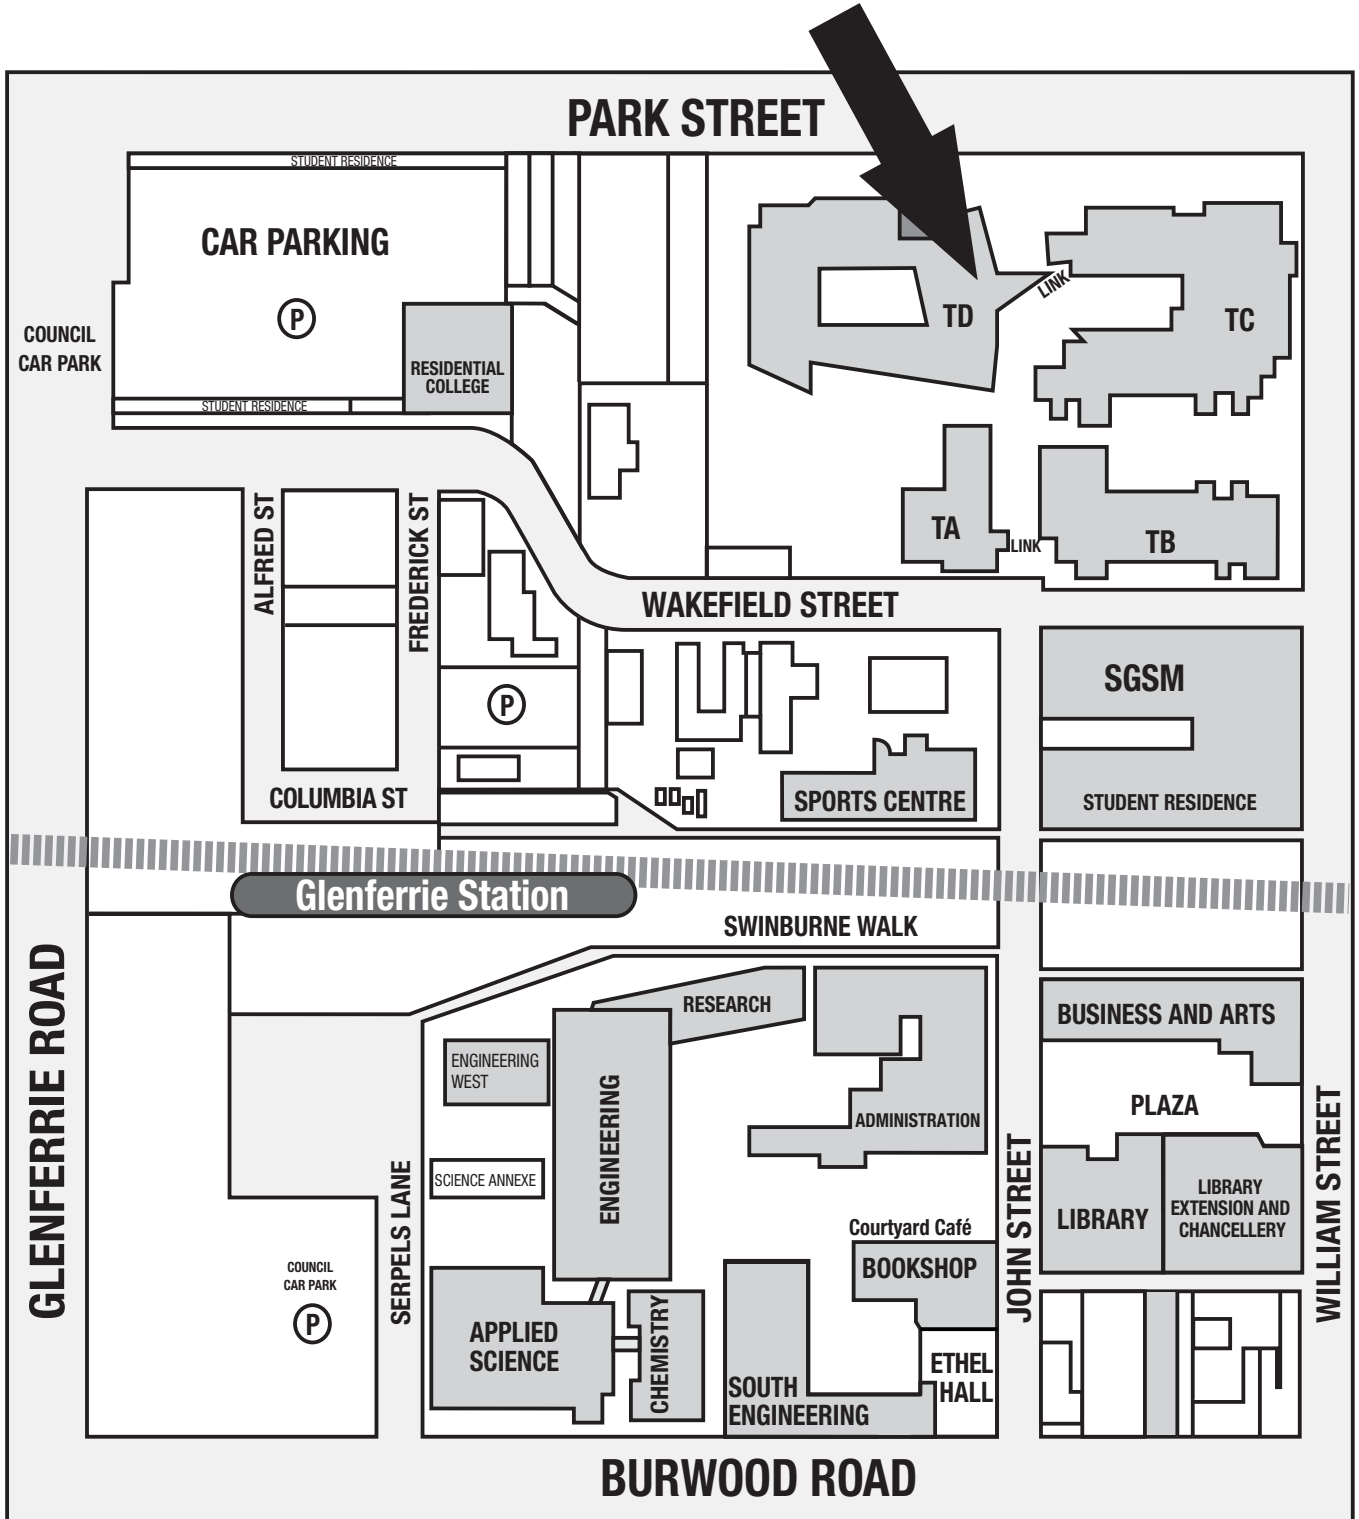 PARK STREET
STUDENT RESIDENCE
CAR PARKING
P
COUNCIL
CAR PARK
RESIDENTIAL
COLLEGE
STUDENT RESIDENCE
TD
LINK
TC
TA
LINK
TB
ALFRED ST
FREDERICK ST
WAKEFIELD STREET
P
SGSM
STUDENT RESIDENCE
COLUMBIA ST
SPORTS CENTRE
Glenferrie Station
SWINBURNE WALK
GLENFERRIE ROAD
RESEARCH
ENGINEERING
WEST
ENGINEERING
ADMINISTRATION
BUSINESS AND ARTS
PLAZA
SCIENCE ANNEXE
SERPELS LANE
JOHN STREET
WILLIAM STREET
LIBRARY
LIBRARY
EXTENSION AND
CHANCELLERY
Courtyard Café
BOOKSHOP
COUNCIL
CAR PARK
P
APPLIED
SCIENCE
CHEMISTRY
SOUTH
ENGINEERING
ETHEL
HALL
BURWOOD ROAD